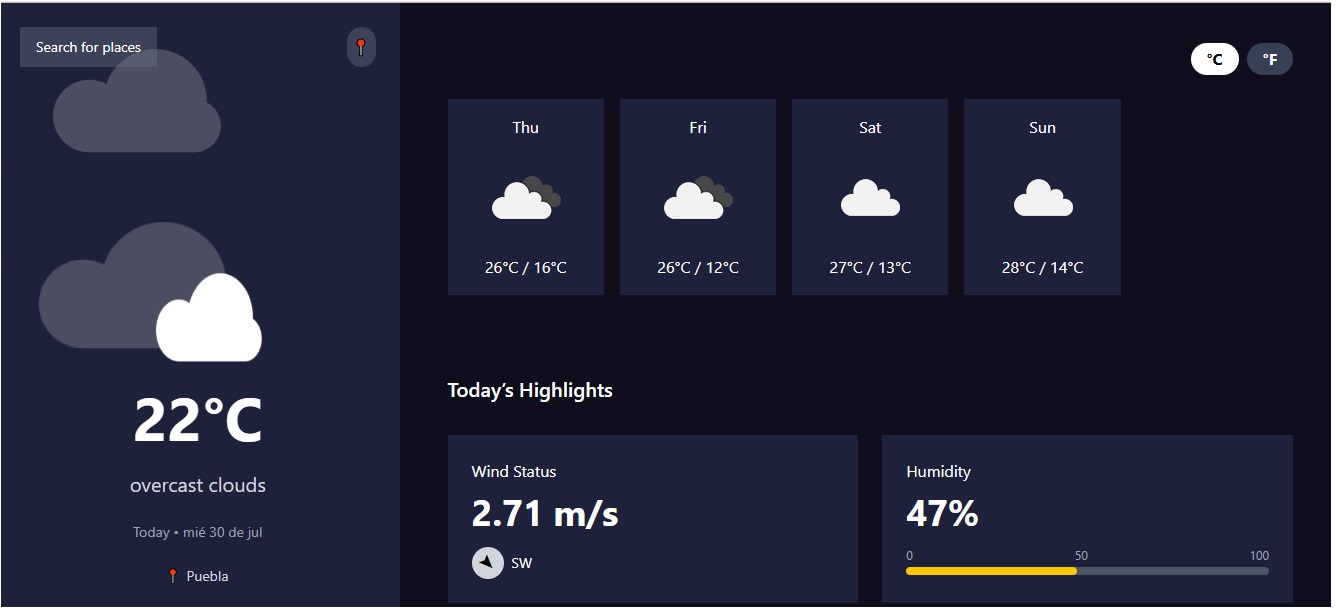 Search for places
°C
°F
Thu
Fri
Sat
Sun
26°C / 16°C
26°C / 12°C
27°C / 13°C
28°C / 14°C
22°C
overcast clouds
Today • mié 30 de jul
Puebla
Today’s Highlights
Wind Status
2.71 m/s
SW
Humidity
47%
0
50
100